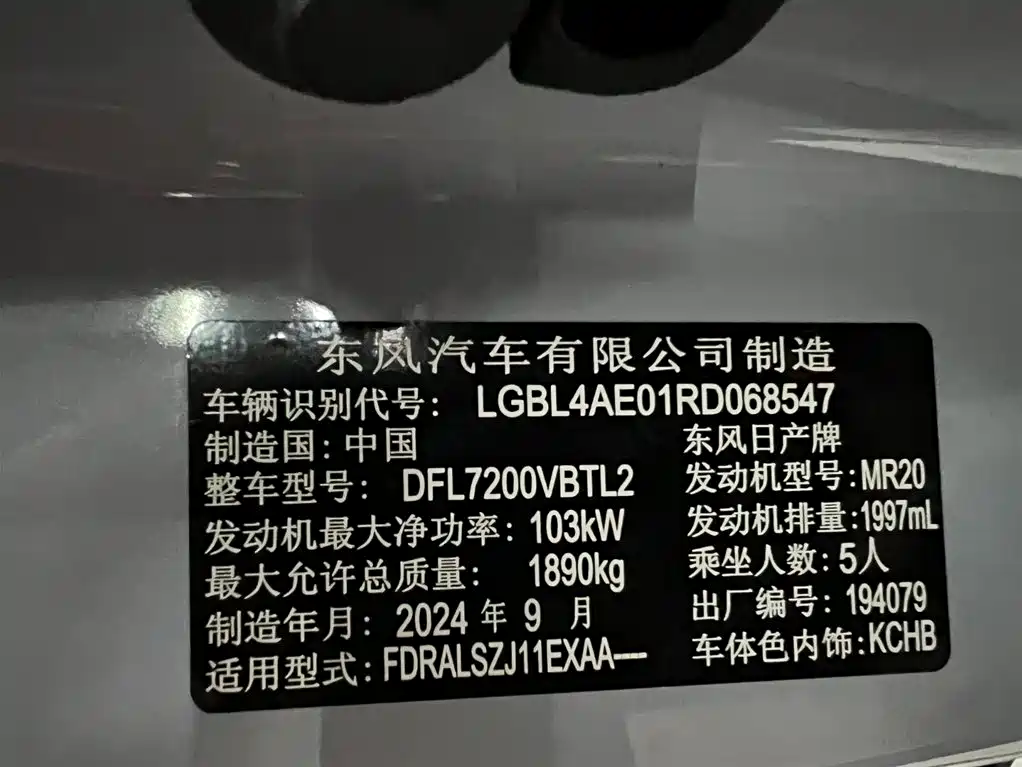 东风汽车有限公司制造
车辆识别代号: LGBL4AE01RD068547
制造国:中国 东风日产牌
整车型号: DFL7200VBTL2 发动机型号:MR20
发动机最大净功率: 103kW 发动机排量:1997mL
最大允许总质量: 1890kg 乘坐人数: 5人
制造年月: 2024 年 9 月 出厂编号: 194079
适用型式: FDRALSZJ11EXAA---- 车体色内饰:KCHB